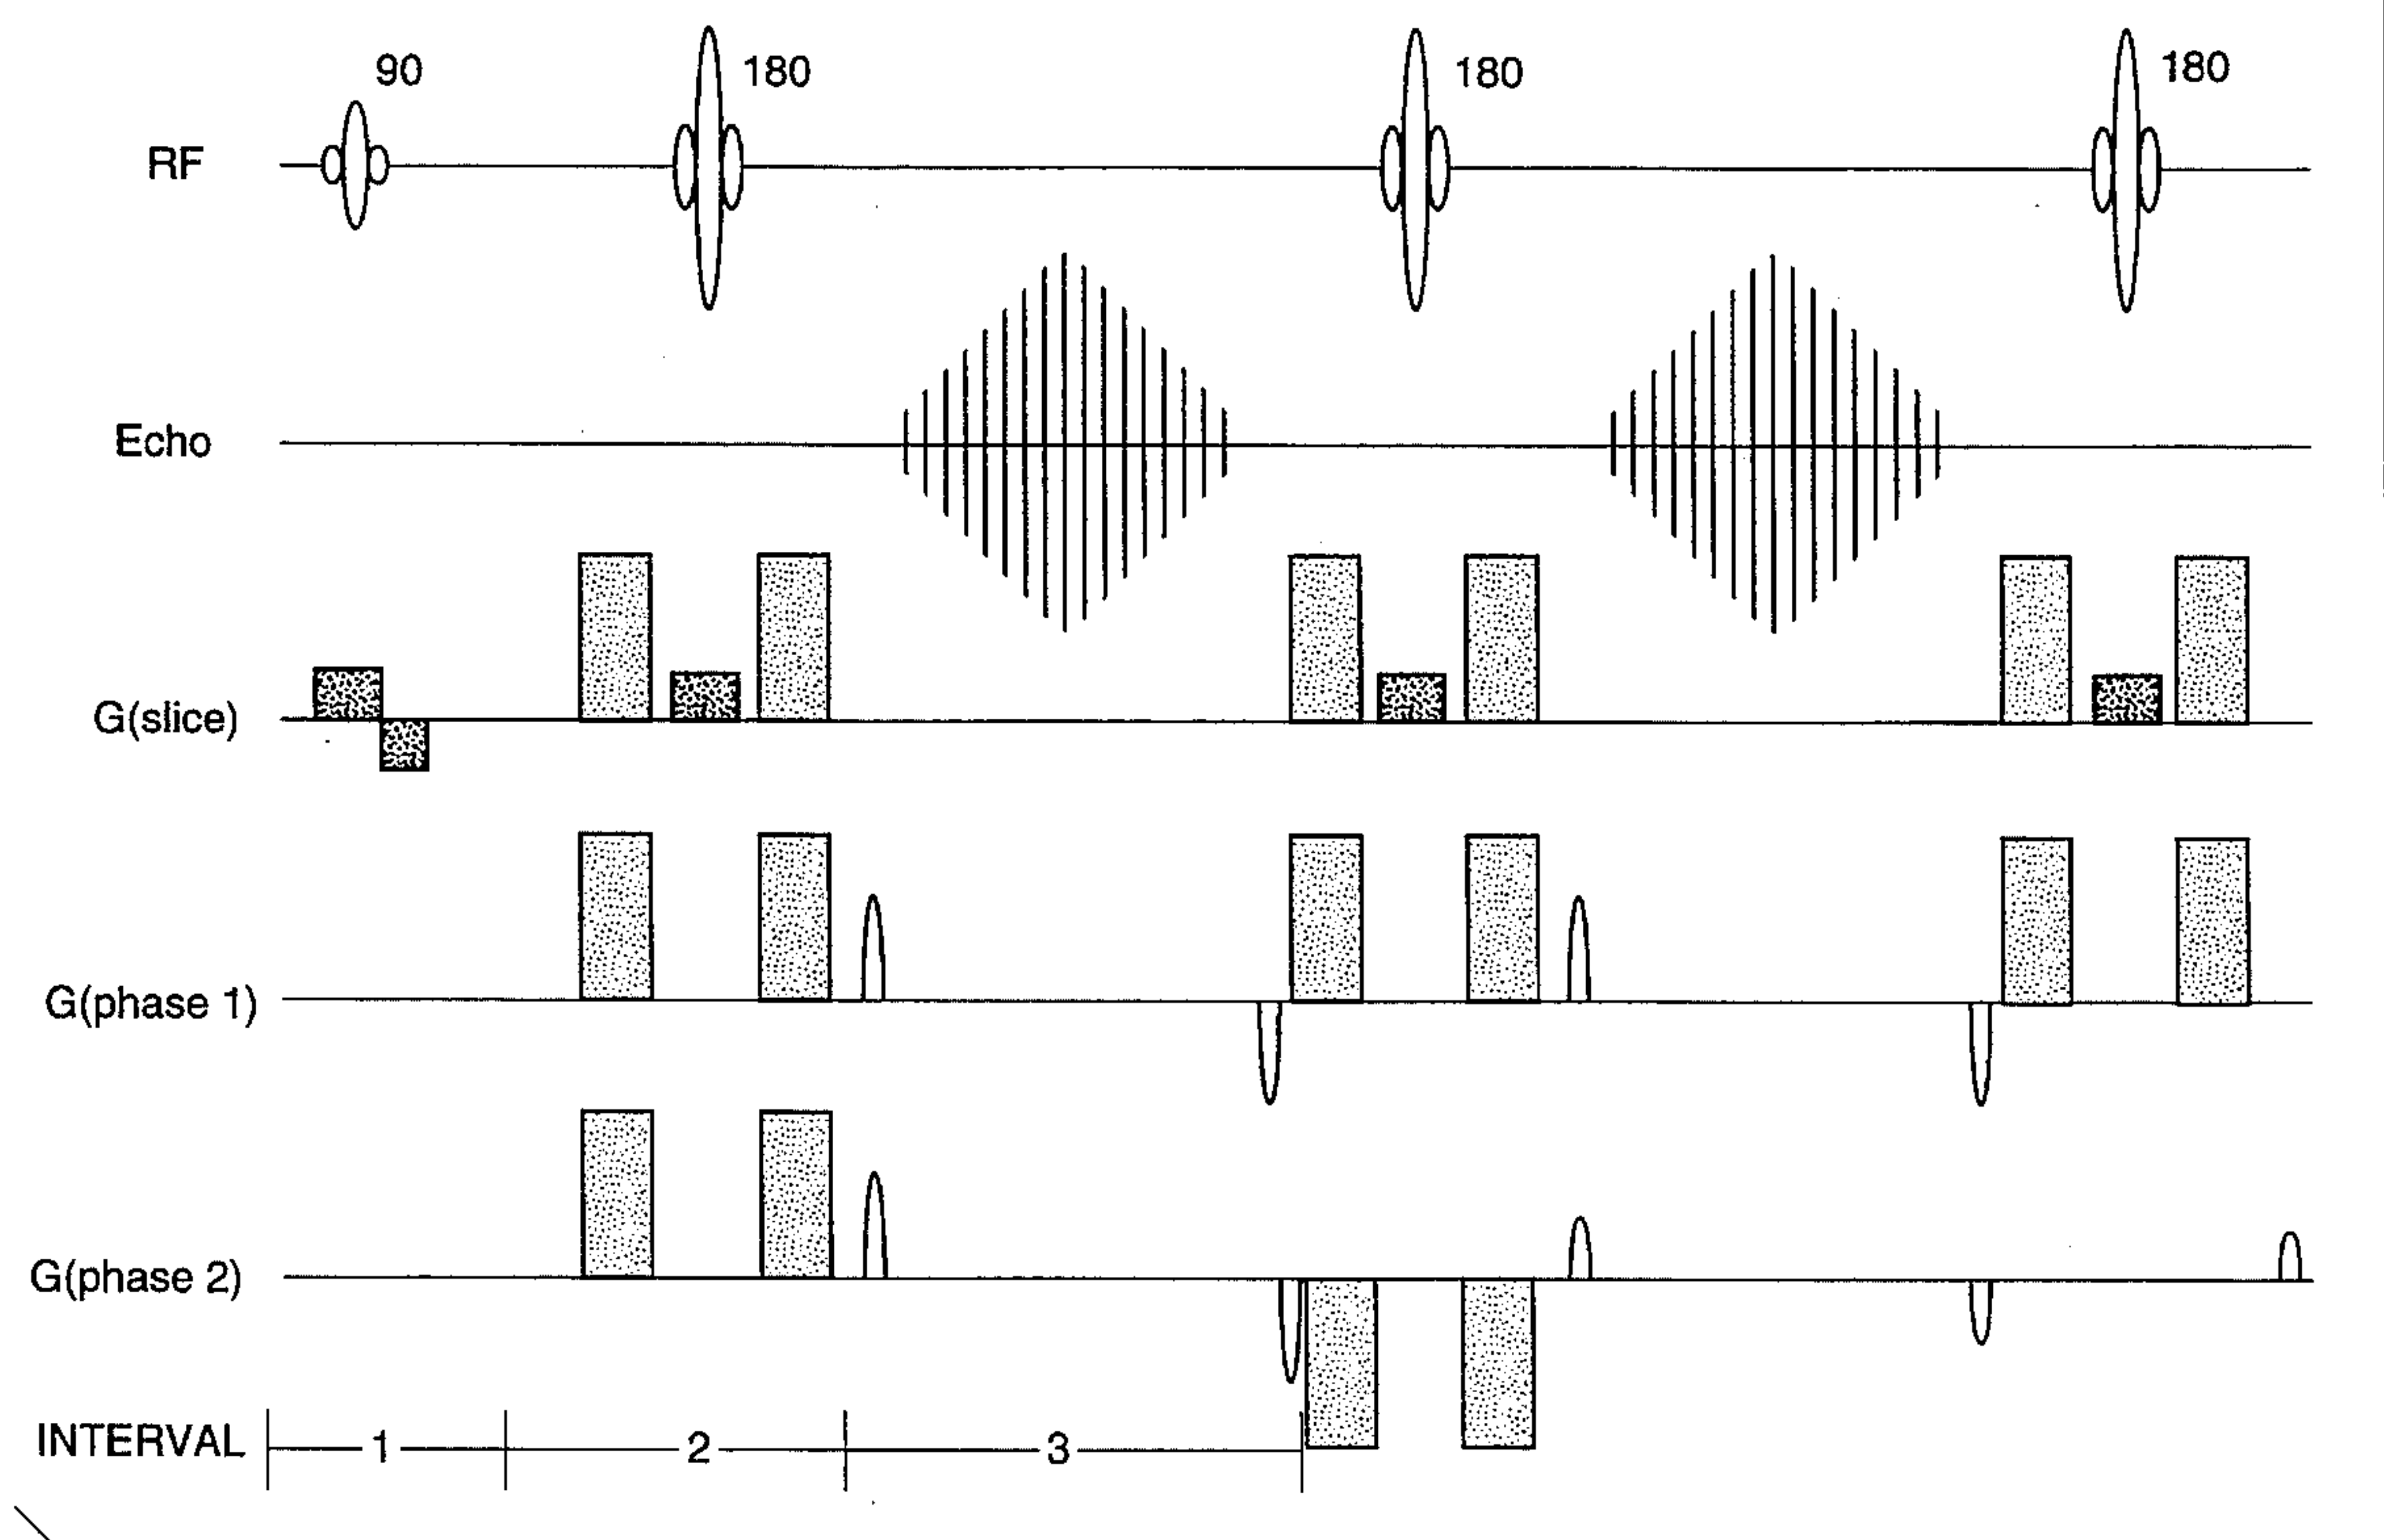 90
180
180
180
RF
Echo
G(slice)
G(phase 1)
G(phase 2)
INTERVAL 1 2 3